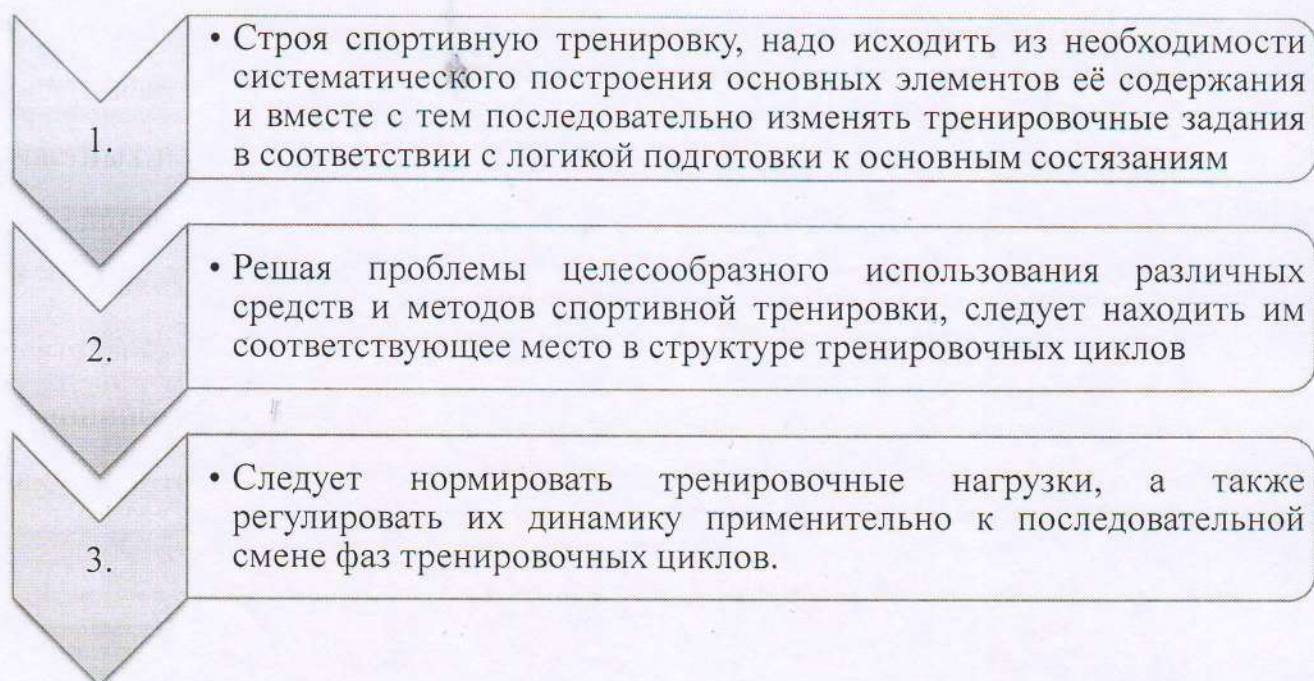 1.
• Строя спортивную тренировку, надо исходить из необходимости
систематического построения основных элементов её содержания
и вместе с тем последовательно изменять тренировочные задания
в соответствии с логикой подготовки к основным состязаниям
2.
• Решая проблемы целесообразного использования различных
средств и методов спортивной тренировки, следует находить им
соответствующее место в структуре тренировочных циклов
3.
• Следует нормировать тренировочные нагрузки, а также
регулировать их динамику применительно к последовательной
смене фаз тренировочных циклов.